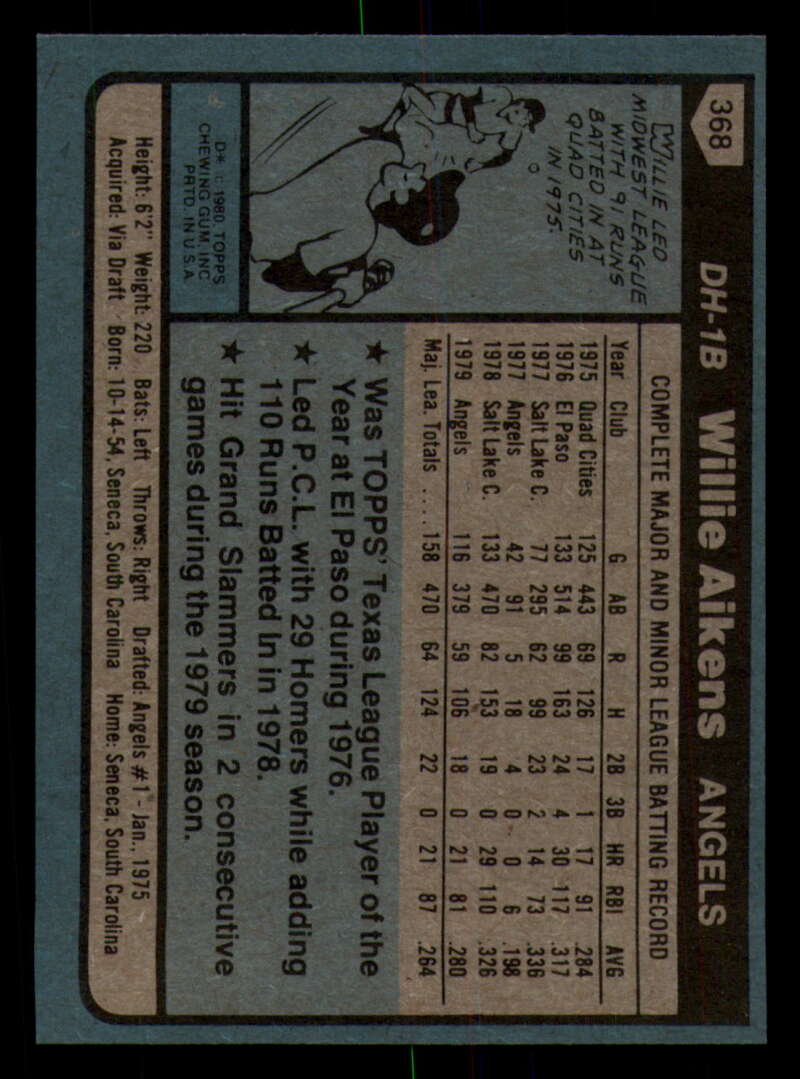 368
DH-1B Willie Aikens ANGELS
WILLIE LED
MIDWEST LEAGUE
WITH 91 RUNS
BATTED IN AT
QUAD CITIES
IN 1975.
D* © 1980 TOPPS
CHEWING GUM, INC.
PRTD. IN U.S.A.
COMPLETE MAJOR AND MINOR LEAGUE BATTING RECORD
Year Club G AB R H 2B 3B HR RBI AVG
1975 Quad Cities 125 443 69 126 17 1 17 91 .284
1976 El Paso 133 514 99 163 24 4 30 117 .317
1977 Salt Lake C. 77 295 62 99 23 2 14 73 .336
1977 Angels 42 91 5 18 4 0 0 6 .198
1978 Salt Lake C. 133 470 82 153 19 0 29 110 .326
1979 Angels 116 379 59 106 18 0 21 81 .280
Maj. Lea. Totals .... 158 470 64 124 22 0 21 87 .264
★ Was TOPPS' Texas League Player of the
Year at El Paso during 1976.
★ Led P.C.L. with 29 Homers while adding
110 Runs Batted In in 1978.
★ Hit Grand Slammers in 2 consecutive
games during the 1979 season.
Height: 6'2" Weight: 220 Bats: Left Throws: Right Drafted: Angels #1 - Jan., 1975
Acquired: Via Draft Born: 10-14-54, Seneca, South Carolina Home: Seneca, South Carolina